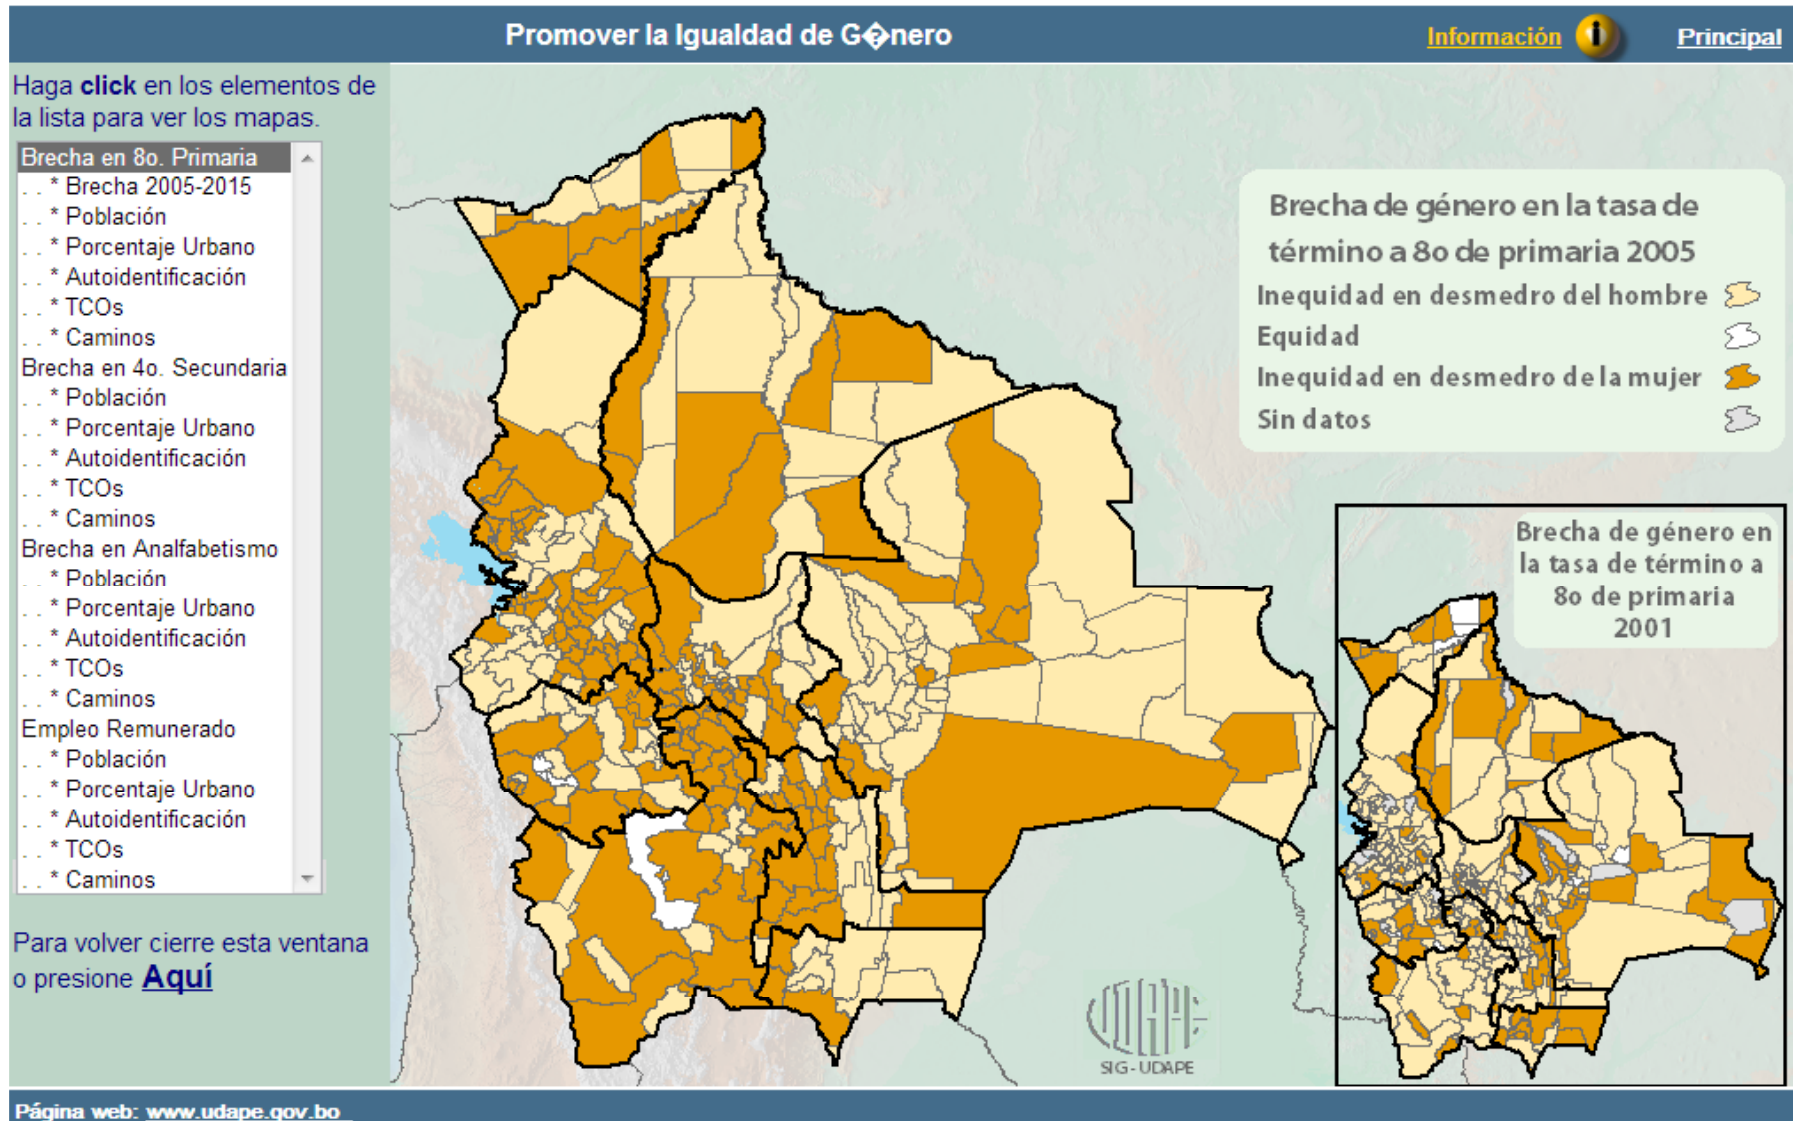 Promover la Igualdad de G�nero
Información
Principal
Haga click en los elementos de
la lista para ver los mapas.
Brecha en 8o. Primaria
. . * Brecha 2005-2015
. . * Población
. . * Porcentaje Urbano
. . * Autoidentificación
. . * TCOs
. . * Caminos
Brecha en 4o. Secundaria
. . * Población
. . * Porcentaje Urbano
. . * Autoidentificación
. . * TCOs
. . * Caminos
Brecha en Analfabetismo
. . * Población
. . * Porcentaje Urbano
. . * Autoidentificación
. . * TCOs
. . * Caminos
Empleo Remunerado
. . * Población
. . * Porcentaje Urbano
. . * Autoidentificación
. . * TCOs
. . * Caminos
Para volver cierre esta ventana
o presione Aquí
Brecha de género en la tasa de
término a 8o de primaria 2005
Inequidad en desmedro del hombre
Equidad
Inequidad en desmedro de la mujer
Sin datos
Brecha de género en
la tasa de término a
8o de primaria
2001
UDAPE
SIG - UDAPE
Página web: www.udape.gov.bo